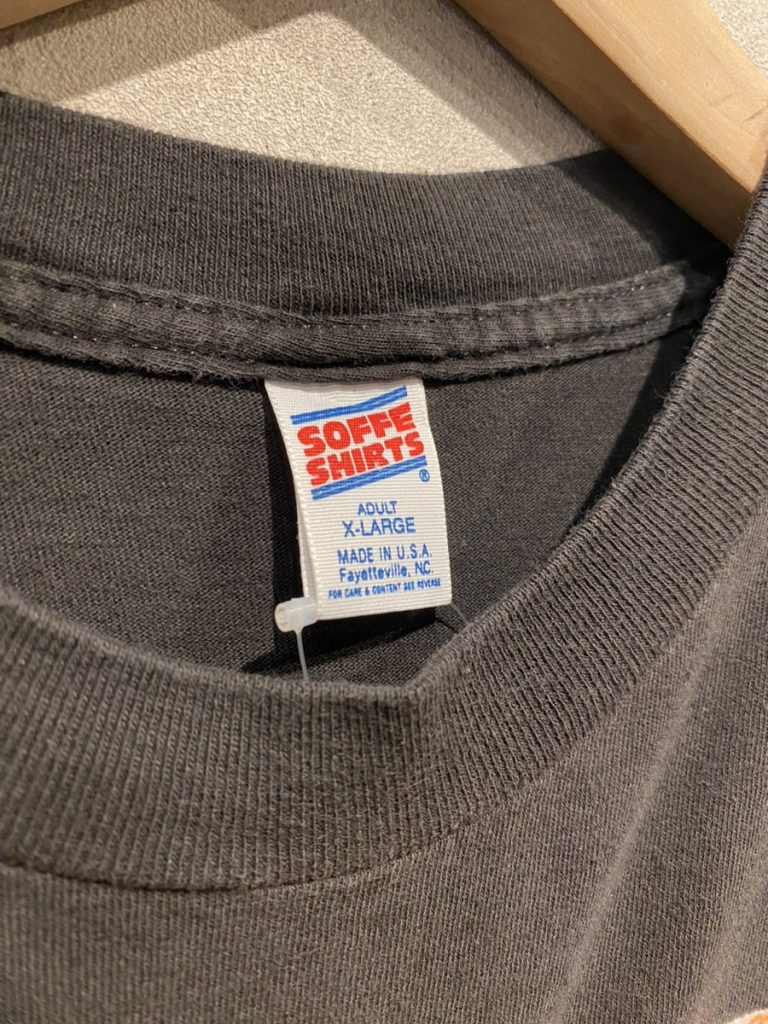 SOFFE
SHIRTS
®
ADULT
X-LARGE
MADE IN U.S.A.
Fayetteville, NC.
FOR CARE & CONTENT SEE REVERSE